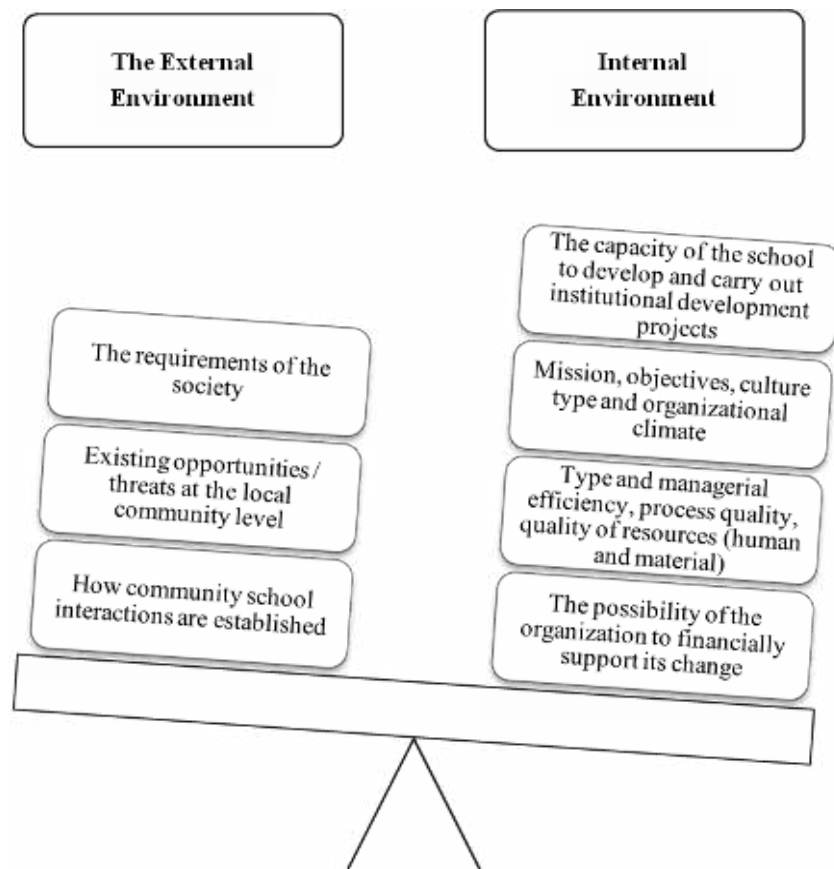 The External
Environment
Internal
Environment
The requirements of the
society
Existing opportunities /
threats at the local
community level
How community school
interactions are established
The capacity of the school
to develop and carry out
institutional development
projects
Mission, objectives, culture
type and organizational
climate
Type and managerial
efficiency, process quality,
quality of resources (human
and material)
The possibility of the
organization to financially
support its change